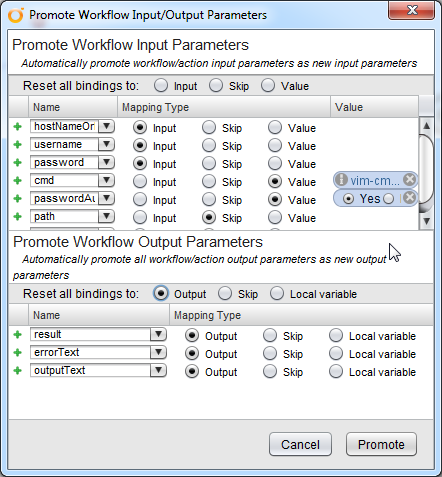 Promote Workflow Input/Output Parameters
Promote Workflow Input Parameters
Automatically promote workflow/action input parameters as new input parameters
Reset all bindings to: Input Skip Value
Name Mapping Type Value
hostNameOr Input Skip Value
username Input Skip Value
password Input Skip Value
cmd Input Skip Value vim-cm...
passwordAu Input Skip Value Yes
path Input Skip Value
Promote Workflow Output Parameters
Automatically promote all workflow/action output parameters as new output
parameters
Reset all bindings to: Output Skip Local variable
Name Mapping Type
result Output Skip Local variable
errorText Output Skip Local variable
outputText Output Skip Local variable
Cancel Promote